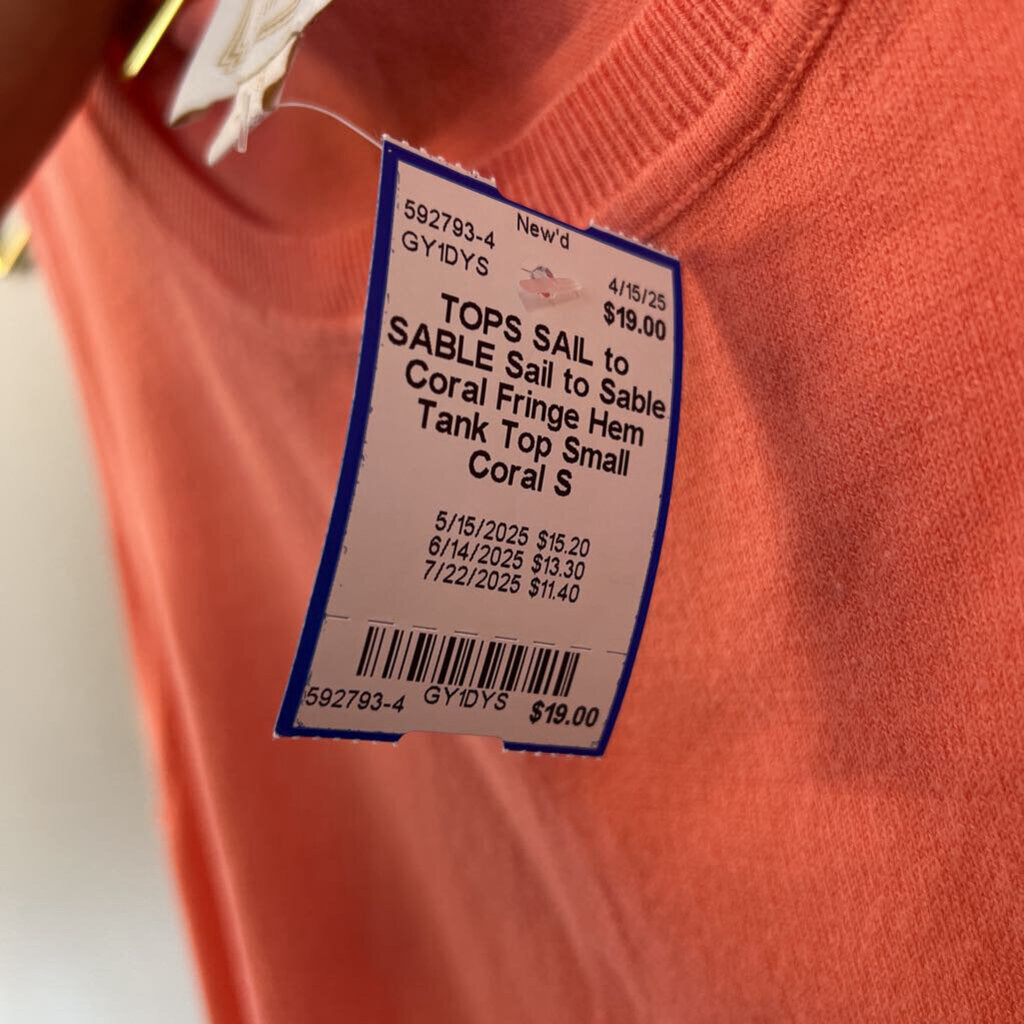 592793-4
New'd
GY1DYS
4/15/25
$19.00
TOPS SAIL to
SABLE Sail to Sable
Coral Fringe Hem
Tank Top Small
Coral S
5/15/2025 $15.20
6/14/2025 $13.30
7/22/2025 $11.40
592793-4 GY1DYS $19.00